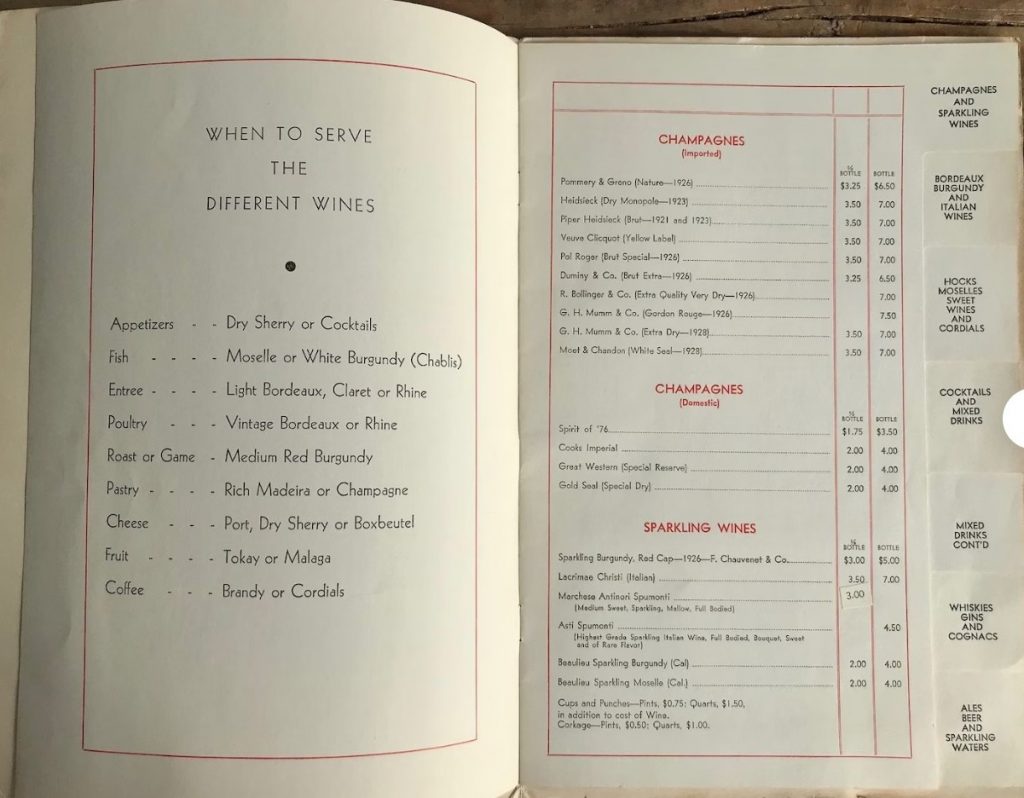 WHEN TO SERVE
THE
DIFFERENT WINES
Appetizers - - Dry Sherry or Cocktails
Fish - - - - Moselle or White Burgundy (Chablis)
Entree - - - - Light Bordeaux, Claret or Rhine
Poultry - - - Vintage Bordeaux or Rhine
Roast or Game - Medium Red Burgundy
Pastry - - - - Rich Madeira or Champagne
Cheese - - - Port, Dry Sherry or Boxbeutel
Fruit - - - - Tokay or Malaga
Coffee - - - Brandy or Cordials
CHAMPAGNES
(Imported)
½ BOTTLE BOTTLE
Pommery & Greno (Nature—1926) $3.25 $6.50
Heidsieck (Dry Monopole—1923) 3.50 7.00
Piper Heidsieck (Brut—1921 and 1923) 3.50 7.00
Veuve Clicquot (Yellow Label) 3.50 7.00
Pol Roger (Brut Special—1926) 3.50 7.00
Duminy & Co. (Brut Extra—1926) 3.25 6.50
R. Bollinger & Co. (Extra Quality Very Dry—1926) 7.00
G. H. Mumm & Co. (Gordon Rouge—1926) 7.50
G. H. Mumm & Co. (Extra Dry—1928) 3.50 7.00
Moet & Chandon (White Seal—1928) 3.50 7.00
CHAMPAGNES
(Domestic)
½ BOTTLE BOTTLE
Spirit of '76 $1.75 $3.50
Cooks Imperial 2.00 4.00
Great Western (Special Reserve) 2.00 4.00
Gold Seal (Special Dry) 2.00 4.00
SPARKLING WINES
½ BOTTLE BOTTLE
Sparkling Burgundy, Red Cap—1926—F. Chauvenet & Co. $3.00 $5.00
Lacrimae Christi (Italian) 3.50 7.00
Marchese Antinori Spumonti 3.00
(Medium Sweet, Sparkling, Mellow, Full Bodied)
Asti Spumonti 4.50
(Highest Grade Sparkling Italian Wine, Full Bodied, Bouquet, Sweet
and of Rare Flavor)
Beaulieu Sparkling Burgundy (Cal) 2.00 4.00
Beaulieu Sparkling Moselle (Cal.) 2.00 4.00
Cups and Punches—Pints, $0.75; Quarts, $1.50,
in addition to cost of Wine.
Corkage—Pints, $0.50; Quarts, $1.00.
CHAMPAGNES
AND
SPARKLING
WINES
BORDEAUX
BURGUNDY
AND
ITALIAN
WINES
HOCKS
MOSELLES
SWEET
WINES
AND
CORDIALS
COCKTAILS
AND
MIXED
DRINKS
MIXED
DRINKS
CONT'D
WHISKIES
GINS
AND
COGNACS
ALES
BEER
AND
SPARKLING
WATERS